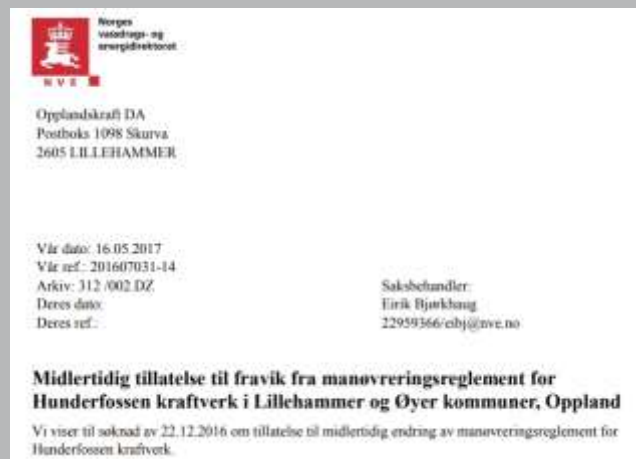 Norges
vassdrags- og
energidirektorat
NVE
Opplandskraft DA
Postboks 1098 Skurva
2605 LILLEHAMMER
Vår dato: 16.05.2017
Vår ref.: 201607031-14
Arkiv: 312 /002.DZ
Deres dato:
Deres ref.:
Saksbehandler:
Eirik Bjørkhaug
22959366/eibj@nve.no
Midlertidig tillatelse til fravik fra manøvreringsreglement for
Hunderfossen kraftverk i Lillehammer og Øyer kommuner, Oppland
Vi viser til søknad av 22.12.2016 om tillatelse til midlertidig endring av manøvreringsreglement for
Hunderfossen kraftverk.